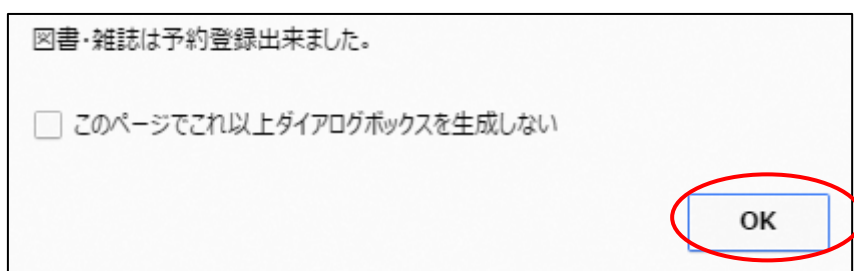 図書・雑誌は予約登録出来ました。
このページでこれ以上ダイアログボックスを生成しない
OK